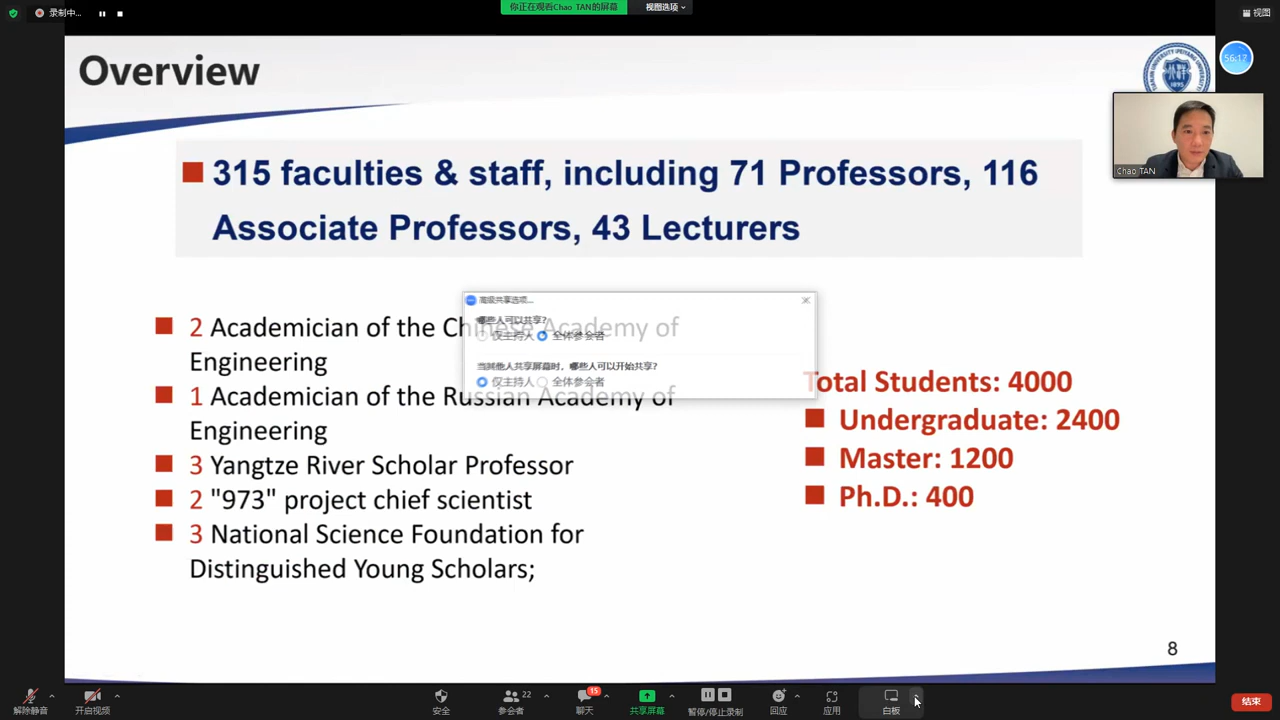 录制中...
你正在观看Chao TAN的屏幕
视图选项
视图
Overview
56:17
Chao TAN
315 faculties & staff, including 71 Professors, 116
Associate Professors, 43 Lecturers
高级共享选项...
哪些人可以共享?
仅主持人 全体参会者
当其他人共享屏幕时，哪些人可以开始共享?
仅主持人 全体参会者
2 Academician of the Chinese Academy of
Engineering
1 Academician of the Russian Academy of
Engineering
3 Yangtze River Scholar Professor
2 "973" project chief scientist
3 National Science Foundation for
Distinguished Young Scholars;
Total Students: 4000
Undergraduate: 2400
Master: 1200
Ph.D.: 400
8
解除静音
开启视频
安全
参会者
22
聊天
15
共享屏幕
暂停/停止录制
回应
应用
白板
结束